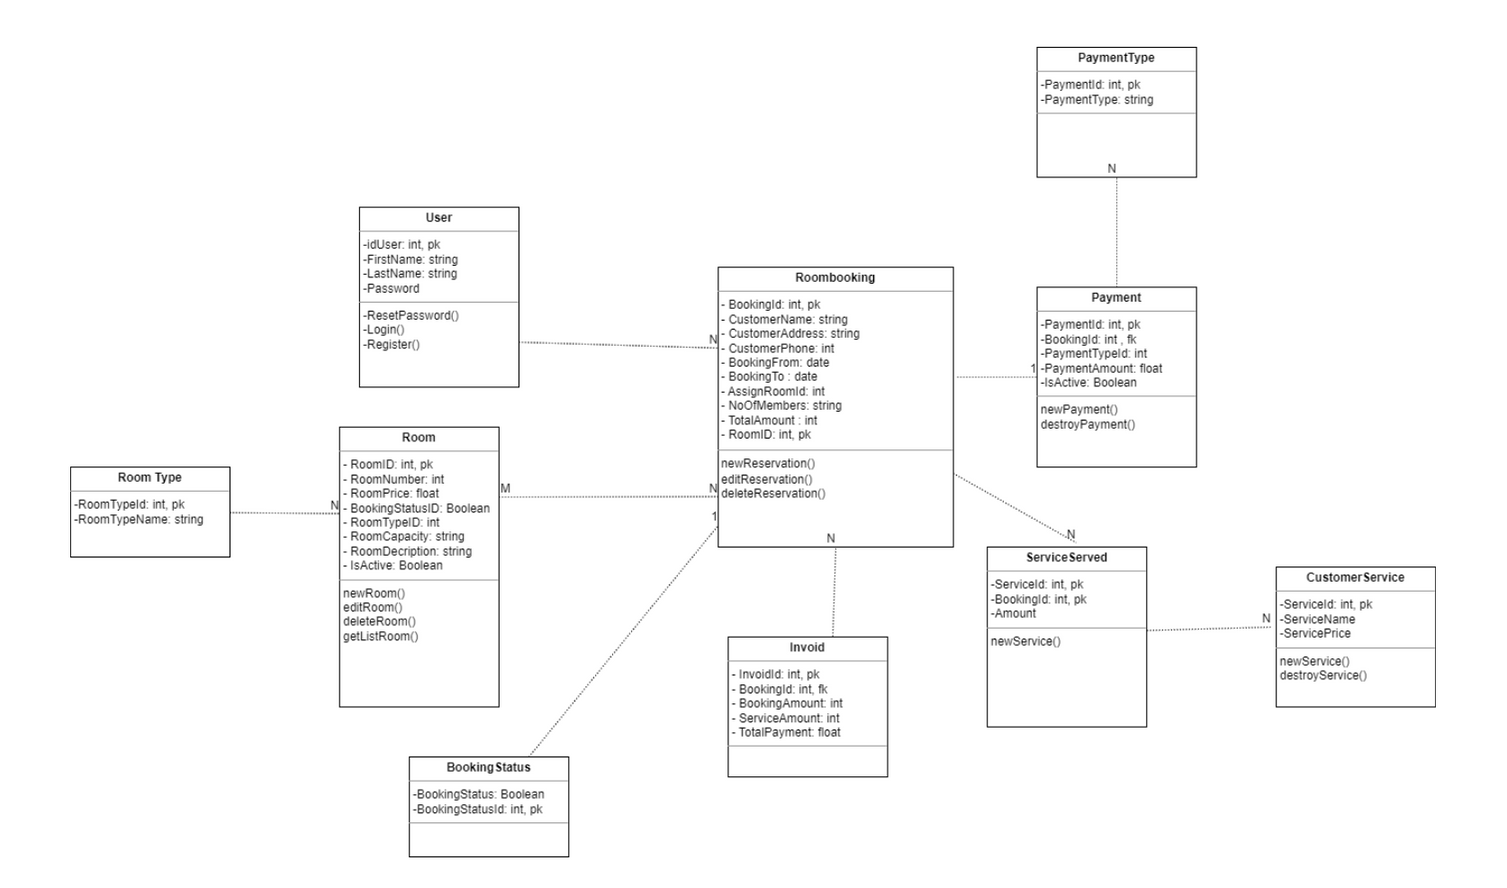 PaymentType
-PaymentId: int, pk
-PaymentType: string
N
User
-idUser: int, pk
-FirstName: string
-LastName: string
-Password
-ResetPassword()
-Login()
-Register()
Roombooking
- BookingId: int, pk
- CustomerName: string
- CustomerAddress: string
- CustomerPhone: int
- BookingFrom: date
- BookingTo : date
- AssignRoomId: int
- NoOfMembers: string
- TotalAmount : int
- RoomID: int, pk
newReservation()
editReservation()
deleteReservation()
N
N
1
N
Payment
-PaymentId: int, pk
-BookingId: int , fk
-PaymentTypeId: int
-PaymentAmount: float
-IsActive: Boolean
newPayment()
destroyPayment()
1
Room Type
-RoomTypeId: int, pk
-RoomTypeName: string
N
Room
- RoomID: int, pk
- RoomNumber: int
- RoomPrice: float
- BookingStatusID: Boolean
- RoomTypeID: int
- RoomCapacity: string
- RoomDecription: string
- IsActive: Boolean
newRoom()
editRoom()
deleteRoom()
getListRoom()
M
N
ServiceServed
-ServiceId: int, pk
-BookingId: int, pk
-Amount
newService()
N
CustomerService
-ServiceId: int, pk
-ServiceName
-ServicePrice
newService()
destroyService()
Invoid
- InvoidId: int, pk
- BookingId: int, fk
- BookingAmount: int
- ServiceAmount: int
- TotalPayment: float
BookingStatus
-BookingStatus: Boolean
-BookingStatusId: int, pk